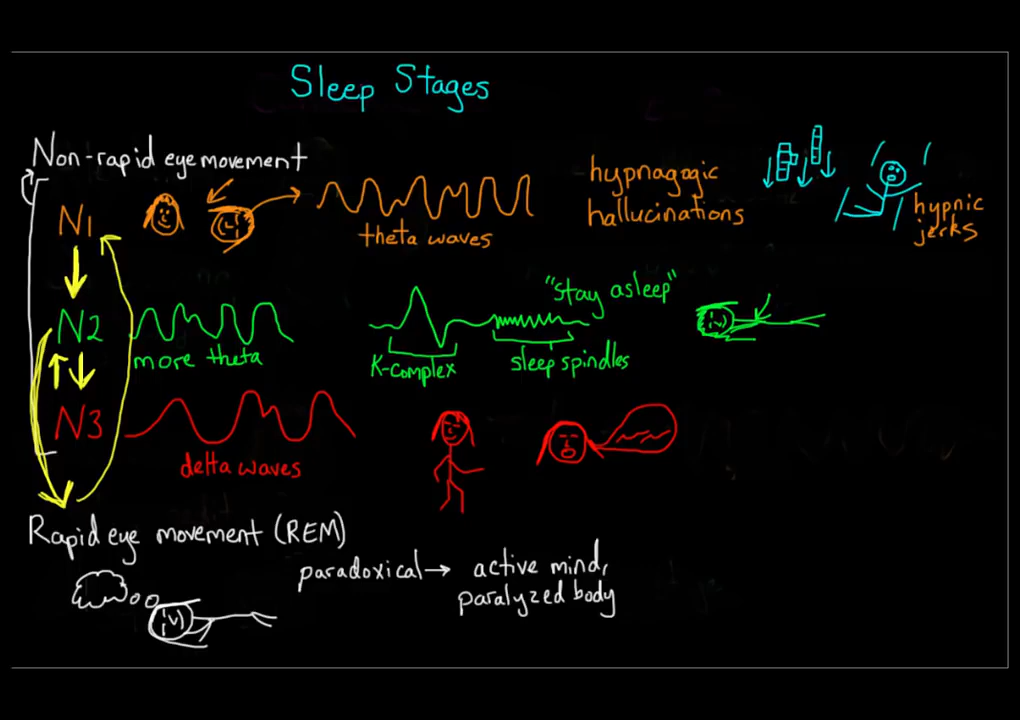 Sleep Stages
Non-rapid eye movement
N1
theta waves
hypnagogic
hallucinations
hypnic
jerks
N2
more theta
K-complex
"stay asleep"
sleep spindles
N3
delta waves
Rapid eye movement (REM)
paradoxical → active mind,
paralyzed body